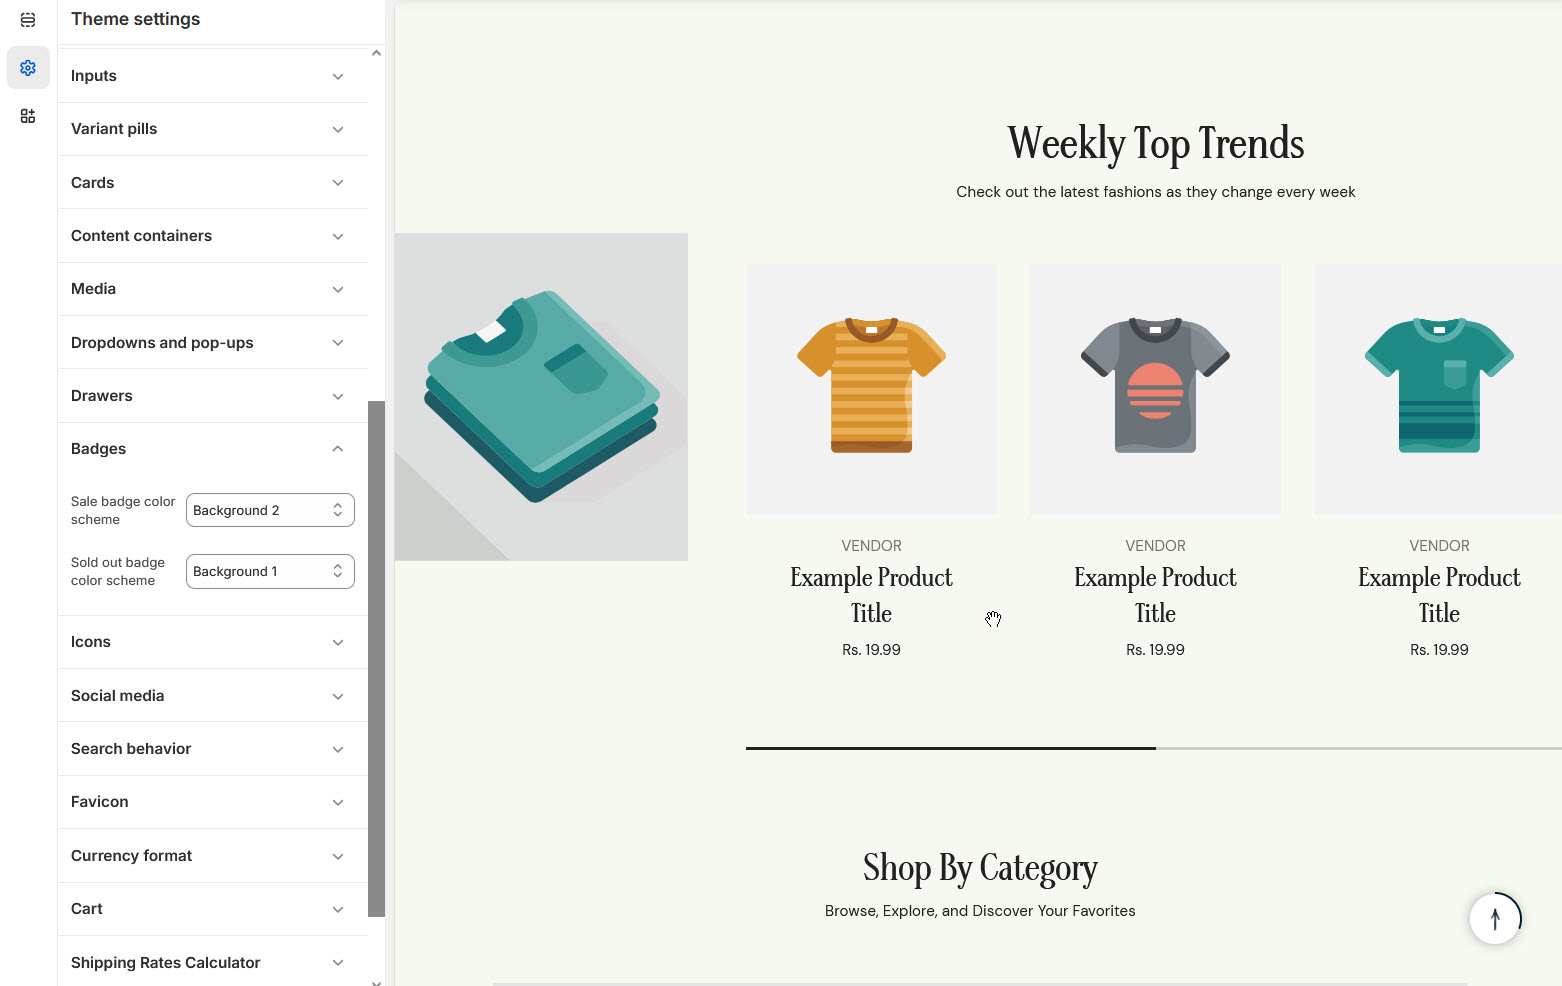 Theme settings
Inputs
Variant pills
Cards
Content containers
Media
Dropdowns and pop-ups
Drawers
Badges
Sale badge color
scheme
Background 2
Sold out badge
color scheme
Background 1
Icons
Social media
Search behavior
Favicon
Currency format
Cart
Shipping Rates Calculator
Weekly Top Trends
Check out the latest fashions as they change every week
VENDOR
Example Product
Title
Rs. 19.99
VENDOR
Example Product
Title
Rs. 19.99
VENDOR
Example Product
Title
Rs. 19.99
Shop By Category
Browse, Explore, and Discover Your Favorites